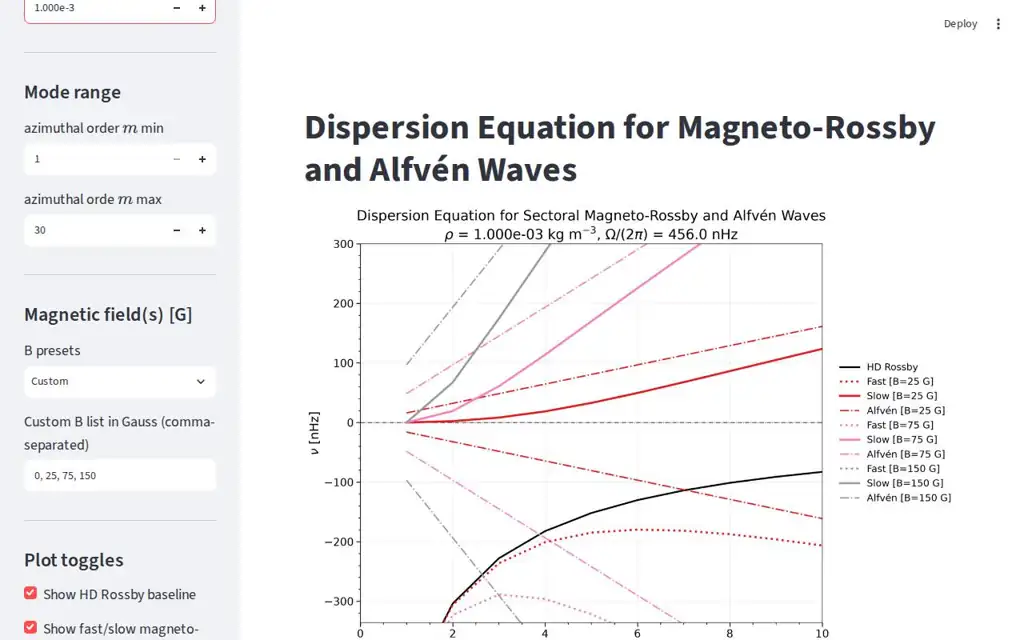 1.000e-3
− +
Deploy
Mode range
azimuthal order m min
1
− +
azimuthal orde m max
30
− +
Magnetic field(s) [G]
B presets
Custom
Custom B list in Gauss (comma-
separated)
0, 25, 75, 150
Plot toggles
Show HD Rossby baseline
Show fast/slow magneto-
Dispersion Equation for Magneto-Rossby
and Alfvén Waves
Dispersion Equation for Sectoral Magneto-Rossby and Alfvén Waves
ρ = 1.000e-03 kg m⁻³, Ω/(2π) = 456.0 nHz
300
200
100
0
−100
−200
−300
ν [nHz]
0 2 4 6 8 10
HD Rossby
Fast [B=25 G]
Slow [B=25 G]
Alfvén [B=25 G]
Fast [B=75 G]
Slow [B=75 G]
Alfvén [B=75 G]
Fast [B=150 G]
Slow [B=150 G]
Alfvén [B=150 G]